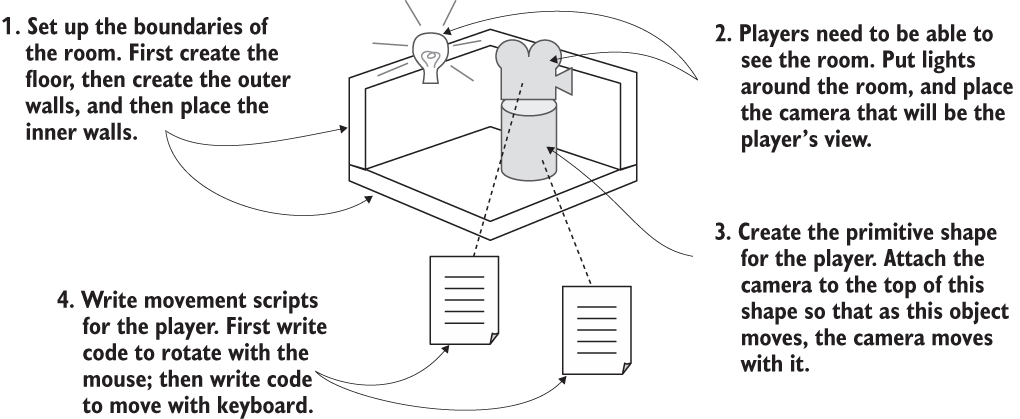 1. Set up the boundaries of
the room. First create the
floor, then create the outer
walls, and then place the
inner walls.
2. Players need to be able to
see the room. Put lights
around the room, and place
the camera that will be the
player’s view.
3. Create the primitive shape
for the player. Attach the
camera to the top of this
shape so that as this object
moves, the camera moves
with it.
4. Write movement scripts
for the player. First write
code to rotate with the
mouse; then write code
to move with keyboard.